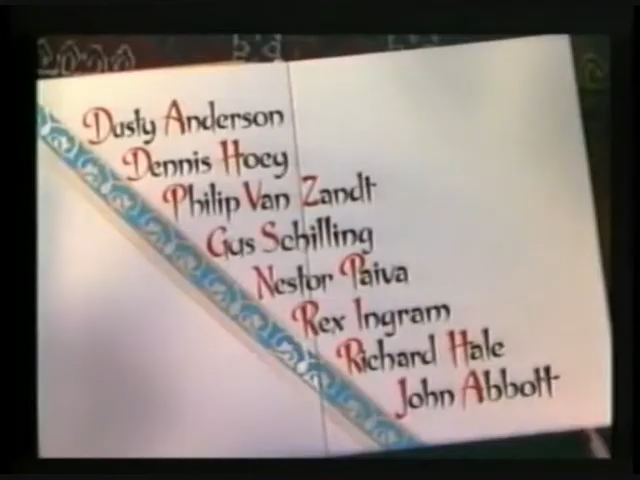 Dusty Anderson
Dennis Hoey
Philip Van Zandt
Gus Schilling
Nestor Paiva
Rex Ingram
Richard Hale
John Abbott